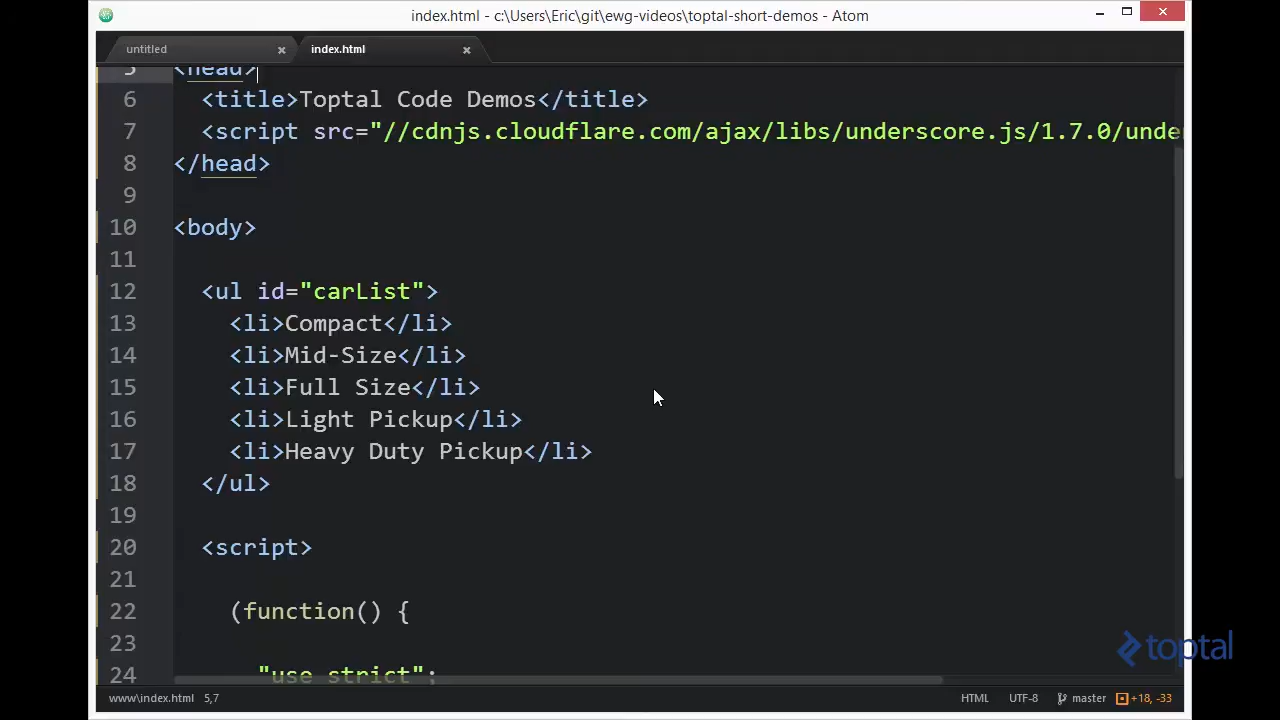 index.html - c:\Users\Eric\git\ewg-videos\toptal-short-demos - Atom
untitled
index.html
5 <head>
6 <title>Toptal Code Demos</title>
7 <script src="//cdnjs.cloudflare.com/ajax/libs/underscore.js/1.7.0/unde
8 </head>
9
10 <body>
11
12 <ul id="carList">
13 <li>Compact</li>
14 <li>Mid-Size</li>
15 <li>Full Size</li>
16 <li>Light Pickup</li>
17 <li>Heavy Duty Pickup</li>
18 </ul>
19
20 <script>
21
22 (function() {
23
24 "use strict";
toptal
www\index.html 5,7 HTML UTF-8 master +18, -33